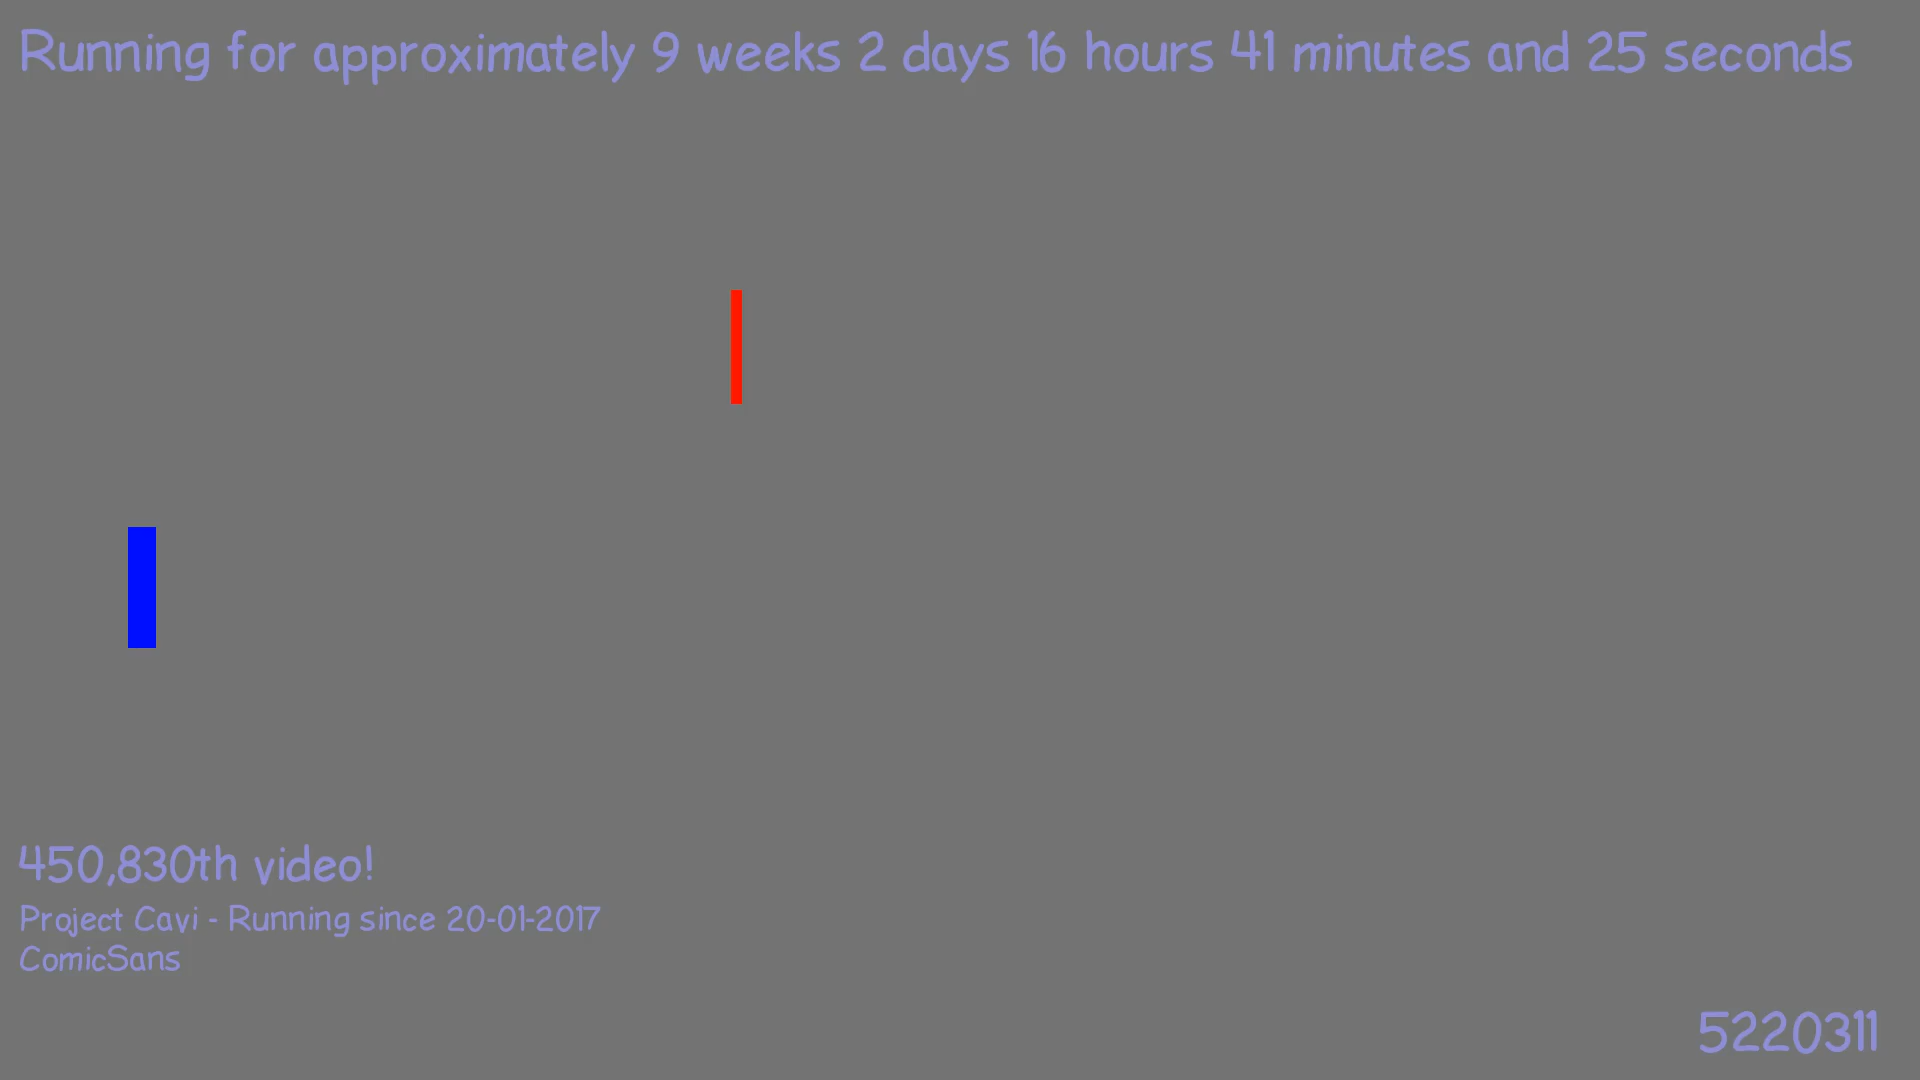 Running for approximately 9 weeks 2 days 16 hours 41 minutes and 25 seconds
450,830th video!
Project Cavi - Running since 20-01-2017
ComicSans
5220311